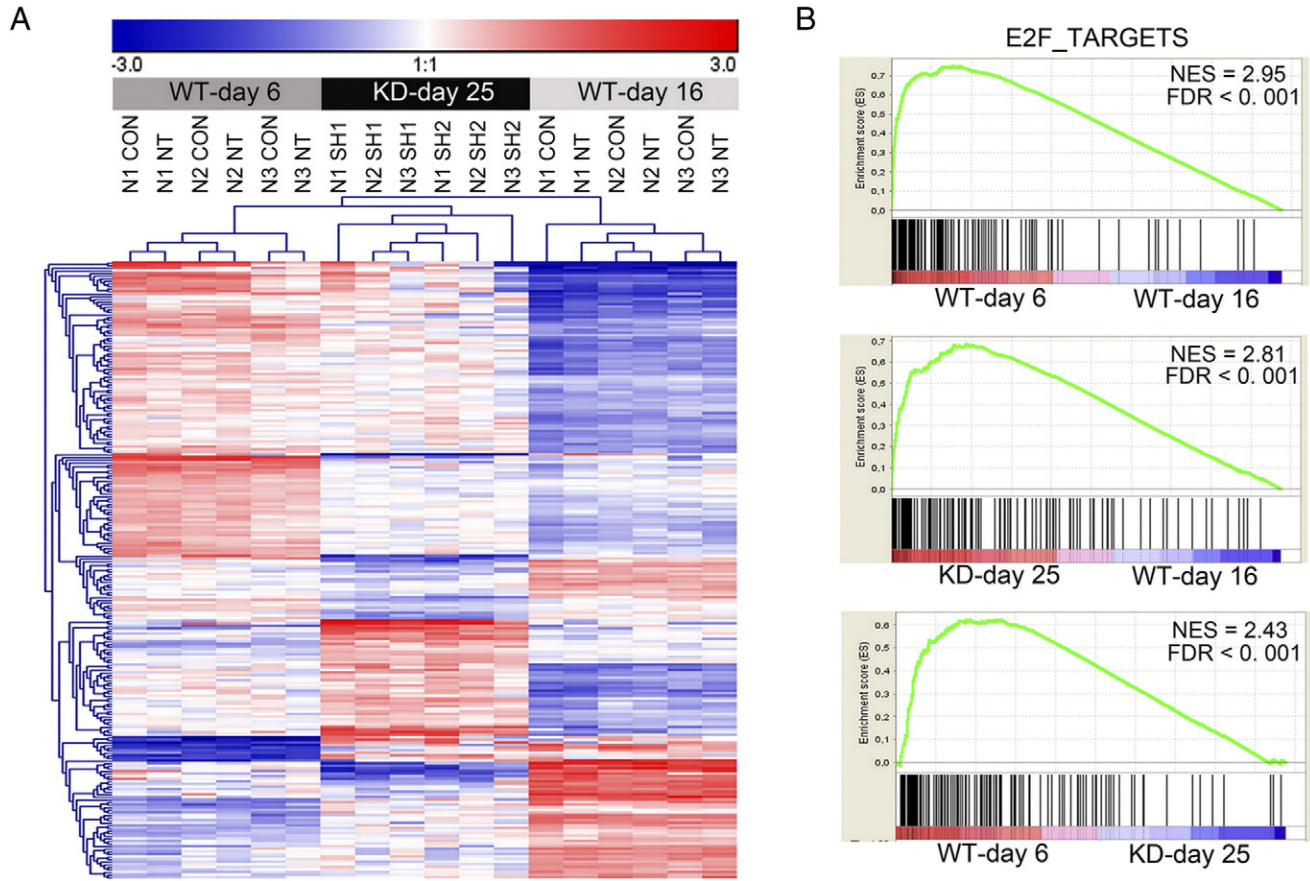 A
-3.0 1:1 3.0
WT-day 6 KD-day 25 WT-day 16
N1 CON
N1 NT
N2 CON
N2 NT
N3 CON
N3 NT
N1 SH1
N2 SH1
N3 SH1
N1 SH2
N2 SH2
N3 SH2
N1 CON
N1 NT
N2 CON
N2 NT
N3 CON
N3 NT
B
E2F_TARGETS
NES = 2.95
FDR < 0.001
Enrichment score (ES)
0,7
0,6
0,5
0,4
0,3
0,2
0,1
0,0
WT-day 6 WT-day 16
NES = 2.81
FDR < 0.001
Enrichment score (ES)
0,7
0,6
0,5
0,4
0,3
0,2
0,1
0,0
KD-day 25 WT-day 16
NES = 2.43
FDR < 0.001
Enrichment score (ES)
0,6
0,5
0,4
0,3
0,2
0,1
0,0
WT-day 6 KD-day 25